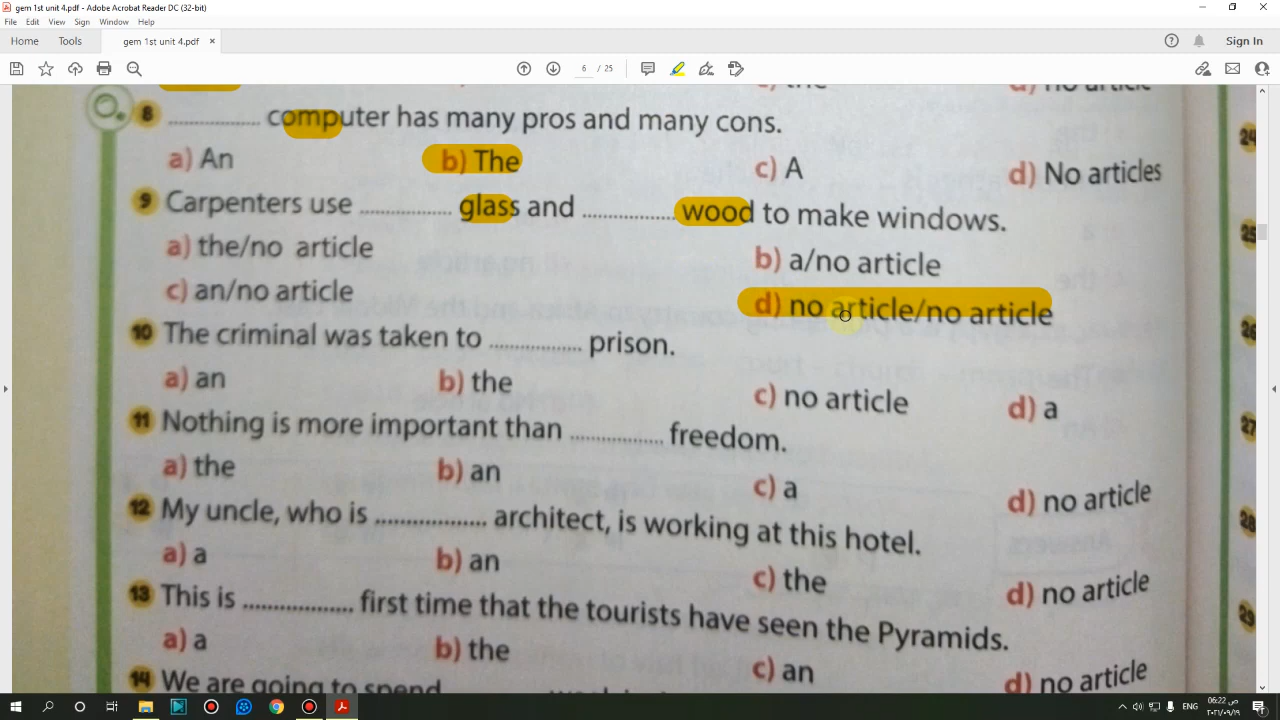 gem 1st unit 4.pdf - Adobe Acrobat Reader DC (32-bit)
File Edit View Sign Window Help
Home Tools gem 1st unit 4.pdf × Sign In
6 / 25
Q. 8 .......... computer has many pros and many cons.
a) An b) The c) A d) No articles
9 Carpenters use .......... glass and .......... wood to make windows.
a) the/no article b) a/no article
c) an/no article d) no article/no article
10 The criminal was taken to .......... prison.
a) an b) the c) no article d) a
11 Nothing is more important than .......... freedom.
a) the b) an c) a d) no article
12 My uncle, who is .......... architect, is working at this hotel.
a) a b) an c) the d) no article
13 This is .......... first time that the tourists have seen the Pyramids.
a) a b) the c) an d) no article
14 We are going to spend
24
25
26
27
28
29
ENG ص 06:22
٢٠٢١/٠٩/٠٩